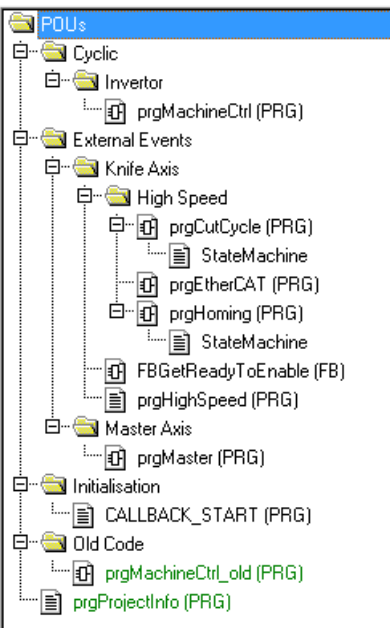 POUs
Cyclic
Invertor
prgMachineCtrl (PRG)
External Events
Knife Axis
High Speed
prgCutCycle (PRG)
StateMachine
prgEtherCAT (PRG)
prgHoming (PRG)
StateMachine
FBGetReadyToEnable (FB)
prgHighSpeed (PRG)
Master Axis
prgMaster (PRG)
Initialisation
CALLBACK_START (PRG)
Old Code
prgMachineCtrl_old (PRG)
prgProjectInfo (PRG)